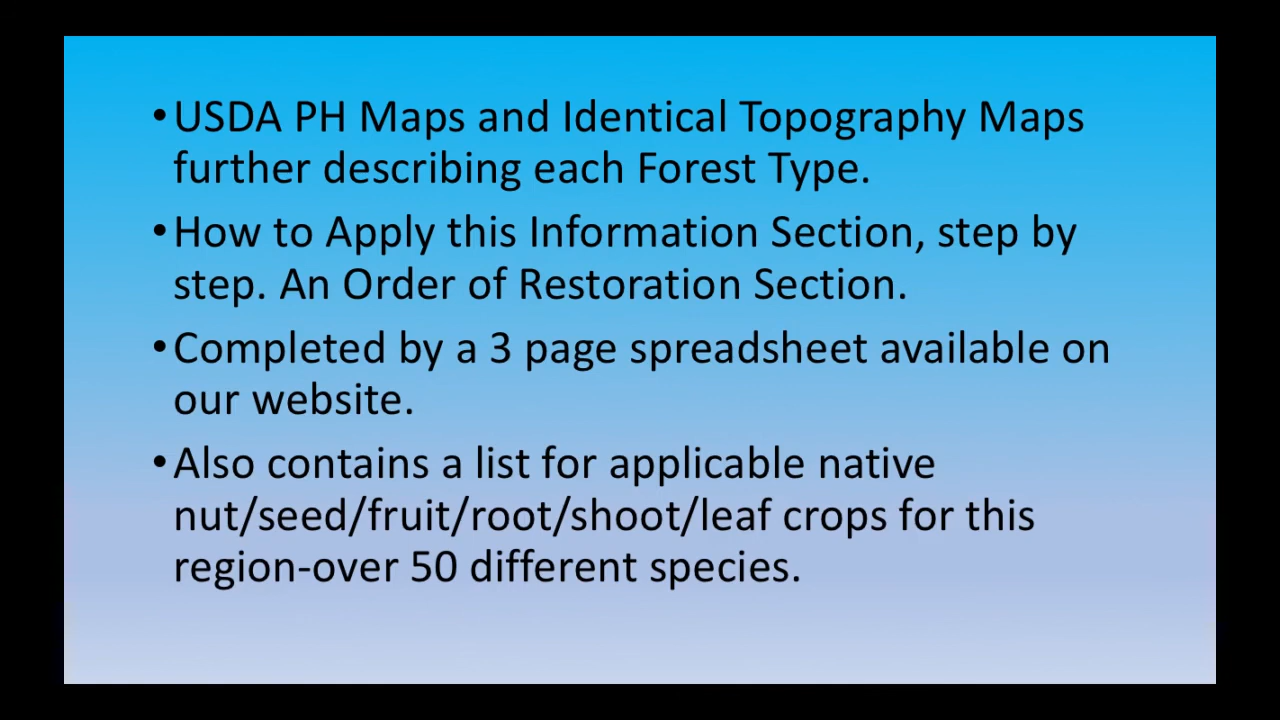 •USDA PH Maps and Identical Topography Maps
further describing each Forest Type.
•How to Apply this Information Section, step by
step. An Order of Restoration Section.
•Completed by a 3 page spreadsheet available on
our website.
•Also contains a list for applicable native
nut/seed/fruit/root/shoot/leaf crops for this
region-over 50 different species.